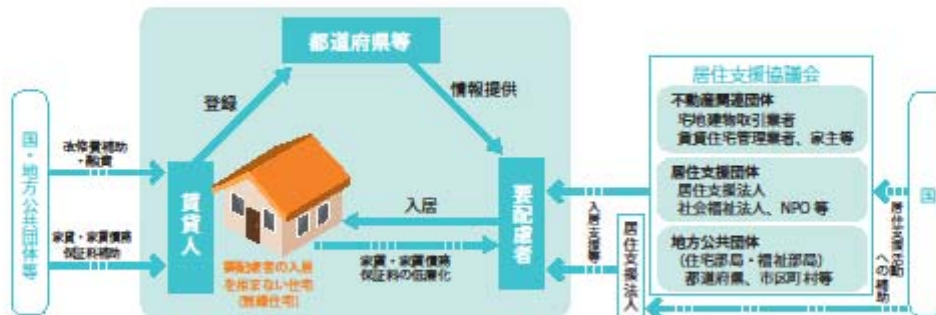 都道府県等
登録
情報提供
国・地方公共団体等
改修費補助
・融資
家賃・家賃債務
保証料補助
賃貸人
要配慮者の入居
を拒まない住宅
(登録住宅)
入居
家賃・家賃債務
保証料の低廉化
要配慮者
入居支援等
居住支援法人
居住支援協議会
不動産関連団体
宅地建物取引業者
賃貸住宅管理業者、家主等
居住支援団体
居住支援法人
社会福祉法人、NPO 等
地方公共団体
(住宅部局・福祉部局)
都道府県、市区町村等
居住支援活動
への補助
国